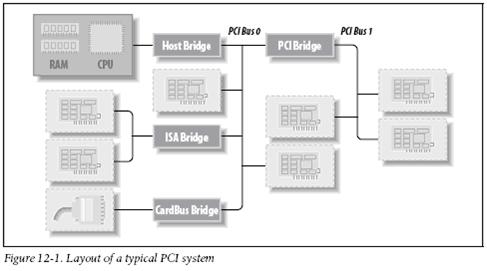 PCI Bus 0
PCI Bus 1
Host Bridge
PCI Bridge
RAM
CPU
ISA Bridge
CardBus Bridge
Figure 12-1. Layout of a typical PCI system